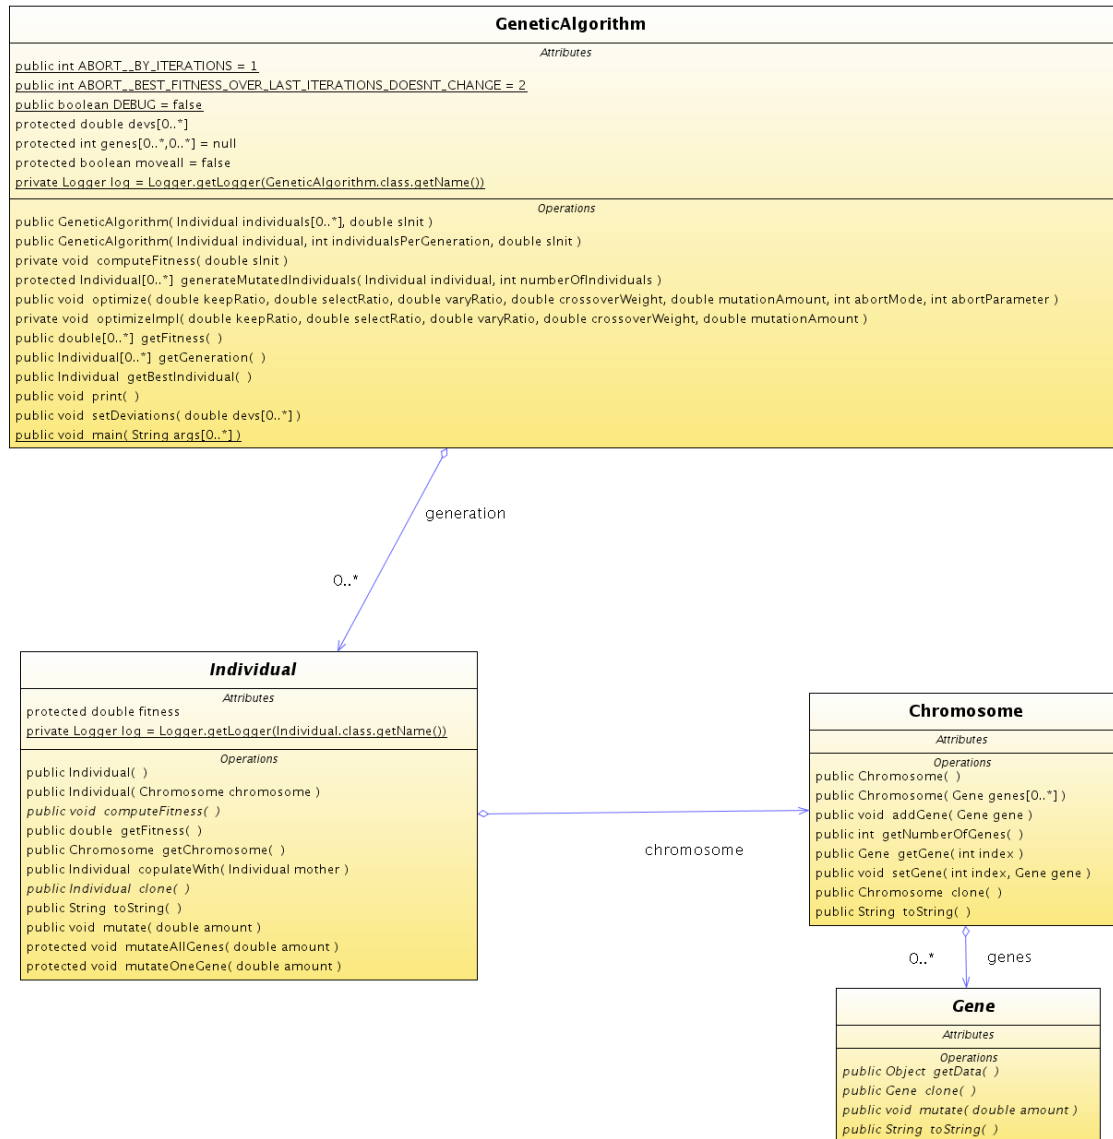 GeneticAlgorithm
Attributes
public int ABORT__BY_ITERATIONS = 1
public int ABORT__BEST_FITNESS_OVER_LAST_ITERATIONS_DOESNT_CHANGE = 2
public boolean DEBUG = false
protected double devs[0..*]
protected int genes[0..*,0..*] = null
protected boolean moveall = false
private Logger log = Logger.getLogger(GeneticAlgorithm.class.getName())
Operations
public GeneticAlgorithm( Individual individuals[0..*], double sInit )
public GeneticAlgorithm( Individual individual, int individualsPerGeneration, double sInit )
private void computeFitness( double sInit )
protected Individual[0..*] generateMutatedIndividuals( Individual individual, int numberOfIndividuals )
public void optimize( double keepRatio, double selectRatio, double varyRatio, double crossoverWeight, double mutationAmount, int abortMode, int abortParameter )
private void optimizeImpl( double keepRatio, double selectRatio, double varyRatio, double crossoverWeight, double mutationAmount )
public double[0..*] getFitness( )
public Individual[0..*] getGeneration( )
public Individual getBestIndividual( )
public void print( )
public void setDeviations( double devs[0..*] )
public void main( String args[0..*] )
generation
0..*
Individual
Attributes
protected double fitness
private Logger log = Logger.getLogger(Individual.class.getName())
Operations
public Individual( )
public Individual( Chromosome chromosome )
public void computeFitness( )
public double getFitness( )
public Chromosome getChromosome( )
public Individual copulateWith( Individual mother )
public Individual clone( )
public String toString( )
public void mutate( double amount )
protected void mutateAllGenes( double amount )
protected void mutateOneGene( double amount )
chromosome
Chromosome
Attributes
Operations
public Chromosome( )
public Chromosome( Gene genes[0..*] )
public void addGene( Gene gene )
public int getNumberOfGenes( )
public Gene getGene( int index )
public void setGene( int index, Gene gene )
public Chromosome clone( )
public String toString( )
0..* genes
Gene
Attributes
Operations
public Object getData( )
public Gene clone( )
public void mutate( double amount )
public String toString( )